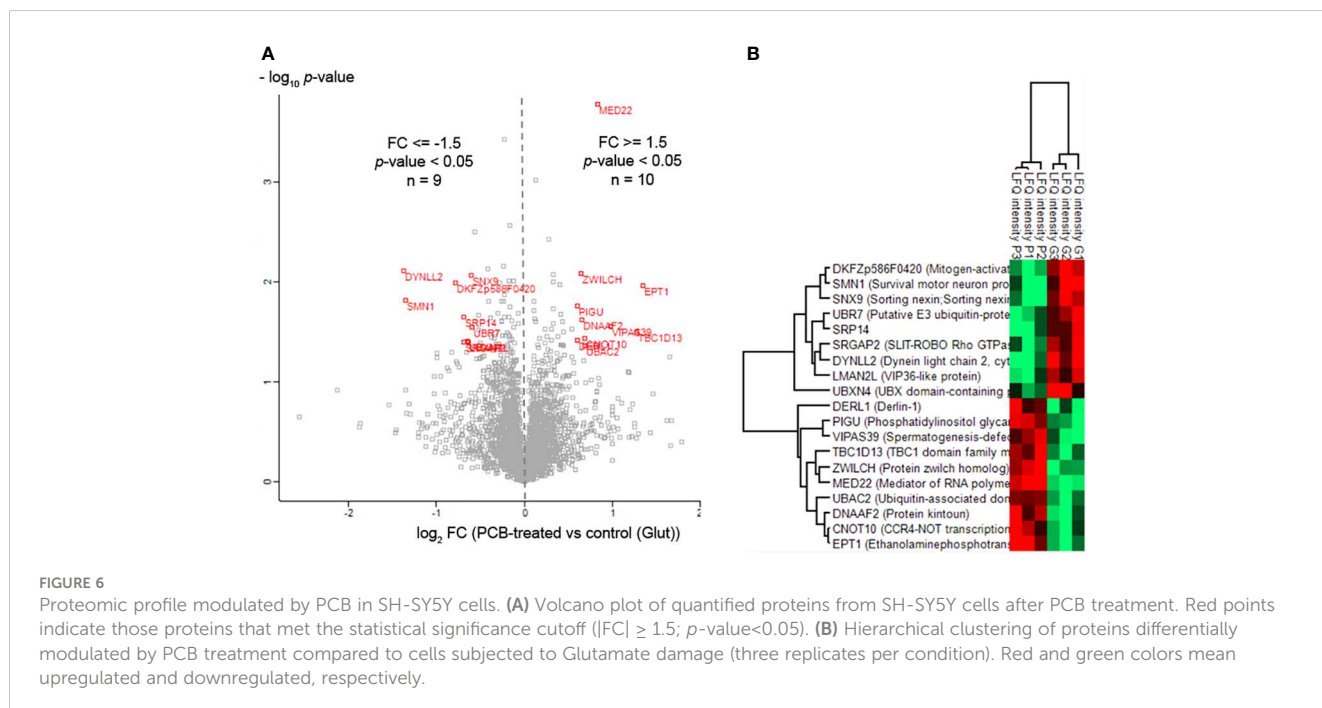 A
B
- log10 p-value
MED22
FC <= -1.5
p-value < 0.05
n = 9
FC >= 1.5
p-value < 0.05
n = 10
3
2
1
0
DYNLL2
SNX9
DKFZp586F0420
SMN1
SRP14
UBR7
ZWILCH
EPT1
PIGU
DNAAF2
VIPAS39
TBC1D13
CNOT10
UBAC2
-2
-1
0
1
2
log2 FC (PCB-treated vs control (Glut))
LFQ intensity P3
LFQ intensity P1
LFQ intensity P2
LFQ intensity G3
LFQ intensity G2
LFQ intensity G1
DKFZp586F0420 (Mitogen-activat
SMN1 (Survival motor neuron pro
SNX9 (Sorting nexin;Sorting nexin
UBR7 (Putative E3 ubiquitin-prote
SRP14
SRGAP2 (SLIT-ROBO Rho GTPas
DYNLL2 (Dynein light chain 2, cyt
LMAN2L (VIP36-like protein)
UBXN4 (UBX domain-containing
DERL1 (Derlin-1)
PIGU (Phosphatidylinositol glycan
VIPAS39 (Spermatogenesis-defec
TBC1D13 (TBC1 domain family m
ZWILCH (Protein zwilch homolog)
MED22 (Mediator of RNA polyme
UBAC2 (Ubiquitin-associated don
DNAAF2 (Protein kintoun)
CNOT10 (CCR4-NOT transcription
EPT1 (Ethanolaminephosphotrans
FIGURE 6
Proteomic profile modulated by PCB in SH-SY5Y cells. (A) Volcano plot of quantified proteins from SH-SY5Y cells after PCB treatment. Red points
indicate those proteins that met the statistical significance cutoff (|FC| ≥ 1.5; p-value<0.05). (B) Hierarchical clustering of proteins differentially
modulated by PCB treatment compared to cells subjected to Glutamate damage (three replicates per condition). Red and green colors mean
upregulated and downregulated, respectively.